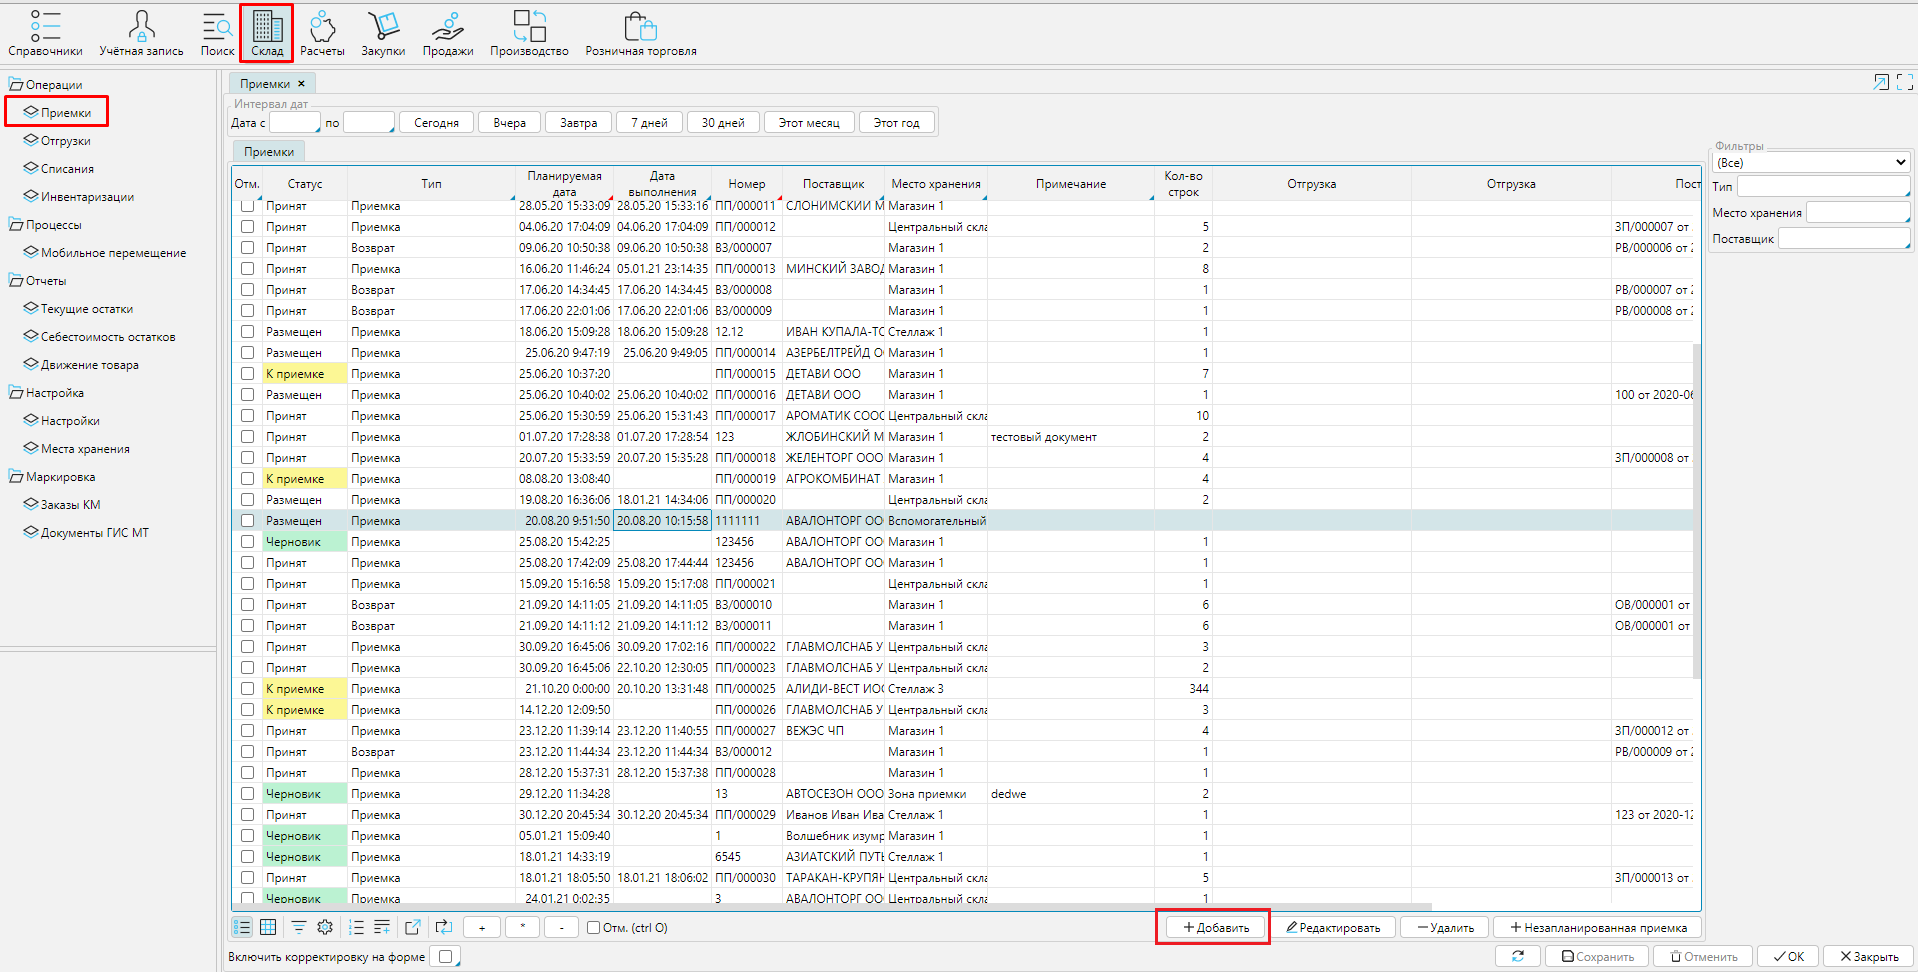 Справочники Учётная запись Поиск Склад Расчеты Закупки Продажи Производство Розничная торговля
Операции
Приемки
Отгрузки
Списания
Инвентаризации
Процессы
Мобильное перемещение
Отчеты
Текущие остатки
Себестоимость остатков
Движение товара
Настройка
Настройки
Места хранения
Маркировка
Заказы КМ
Документы ГИС МТ
Приемки
Интервал дат
Дата с по Сегодня Вчера Завтра 7 дней 30 дней Этот месяц Этот год
Приемки
Отм. Статус Тип Планируемая дата Дата выполнения Номер Поставщик Место хранения Примечание Кол-во строк Отгрузка Отгрузка Пост
Принят Приемка 28.05.20 15:33:09 28.05.20 15:33:16 ПП/000011 СЛОНИМСКИЙ М Магазин 1
Принят Приемка 04.06.20 17:04:09 04.06.20 17:04:09 ПП/000012 Центральный скла 5 ЗП/000007 от
Принят Возврат 09.06.20 10:50:38 09.06.20 10:50:38 ВЗ/000007 Магазин 1 2 РВ/000006 от 2
Принят Приемка 16.06.20 11:46:24 05.01.21 23:14:35 ПП/000013 МИНСКИЙ ЗАВОД Магазин 1 8
Принят Возврат 17.06.20 14:34:45 17.06.20 14:34:45 ВЗ/000008 Магазин 1 1 РВ/000007 от 2
Принят Возврат 17.06.20 22:01:06 17.06.20 22:01:06 ВЗ/000009 Магазин 1 1 РВ/000008 от 2
Размещен Приемка 18.06.20 15:09:28 18.06.20 15:09:28 12.12 ИВАН КУПАЛА-ТО Стеллаж 1 1
Размещен Приемка 25.06.20 9:47:19 25.06.20 9:49:05 ПП/000014 АЗЕРБЕЛТРЕЙД О Магазин 1 1
К приемке Приемка 25.06.20 10:37:20 ПП/000015 ДЕТАВИ ООО Магазин 1 7
Размещен Приемка 25.06.20 10:40:02 25.06.20 10:40:02 ПП/000016 ДЕТАВИ ООО Магазин 1 1 100 от 2020-06
Принят Приемка 25.06.20 15:30:59 25.06.20 15:31:43 ПП/000017 АРОМАТИК СООО Центральный скла 10
Принят Приемка 01.07.20 17:28:38 01.07.20 17:28:54 123 ЖЛОБИНСКИЙ М Магазин 1 тестовый документ 2
Принят Приемка 20.07.20 15:33:59 20.07.20 15:35:28 ПП/000018 ЖЕЛЕНТОРГ ООО Магазин 1 4 ЗП/000008 от
К приемке Приемка 08.08.20 13:08:40 ПП/000019 АГРОКОМБИНАТ Магазин 1 4
Размещен Приемка 19.08.20 16:36:06 18.01.21 14:34:06 ПП/000020 Центральный скла 2
Размещен Приемка 20.08.20 9:51:50 20.08.20 10:15:58 1111111 АВАЛОНТОРГ ОО Вспомогательный
Черновик Приемка 25.08.20 15:42:25 123456 АВАЛОНТОРГ ОО Магазин 1 1
Принят Приемка 25.08.20 17:42:09 25.08.20 17:44:44 123456 АВАЛОНТОРГ ОО Магазин 1 1
Принят Приемка 15.09.20 15:16:58 15.09.20 15:17:08 ПП/000021 Центральный скла 1
Принят Возврат 21.09.20 14:11:05 21.09.20 14:11:05 ВЗ/000010 Магазин 1 6 ОВ/000001 от
Принят Возврат 21.09.20 14:11:12 21.09.20 14:11:12 ВЗ/000011 Магазин 1 6 ОВ/000001 от
Принят Приемка 30.09.20 16:45:06 30.09.20 17:02:16 ПП/000022 ГЛАВМОЛСНАБ У Центральный скла 3
Принят Приемка 30.09.20 16:45:06 22.10.20 12:30:05 ПП/000023 ГЛАВМОЛСНАБ У Центральный скла 2
К приемке Приемка 21.10.20 0:00:00 20.10.20 13:31:48 ПП/000025 АЛИДИ-ВЕСТ ИОО Стеллаж 3 344
К приемке Приемка 14.12.20 12:09:50 ПП/000026 ГЛАВМОЛСНАБ У Центральный скла 3
Принят Приемка 23.12.20 11:39:14 23.12.20 11:40:55 ПП/000027 ВЕЖЭС ЧП Магазин 1 4 ЗП/000012 от
Принят Возврат 23.12.20 11:44:34 23.12.20 11:44:34 ВЗ/000012 Магазин 1 1 РВ/000009 от 2
Принят Приемка 28.12.20 15:37:31 28.12.20 15:37:38 ПП/000028 Магазин 1 1
Черновик Приемка 29.12.20 11:34:28 13 АВТОСЕЗОН ООО Зона приемки dedwe 2
Принят Приемка 30.12.20 20:45:34 30.12.20 20:45:34 ПП/000029 Иванов Иван Ива Стеллаж 1 1 123 от 2020-12
Черновик Приемка 05.01.21 15:09:40 1 Волшебник изумр Магазин 1 1
Черновик Приемка 18.01.21 14:33:19 6545 АЗИАТСКИЙ ПУТЬ Стеллаж 1 1
Принят Приемка 18.01.21 18:05:50 18.01.21 18:06:02 ПП/000030 ТАРАКАН-КРУПЯН Центральный скла 5 ЗП/000013 от
Черновик Приемка 24.01.21 0:02:35 3 АВАЛОНТОРГ ОО Центральный скла 1
Фильтры
(Все)
Тип
Место хранения
Поставщик
+ * - Отм. (ctrl O) +Добавить Редактировать —Удалить +Незапланированная приемка
Включить корректировку на форме Сохранить Отменить ОК Закрыть